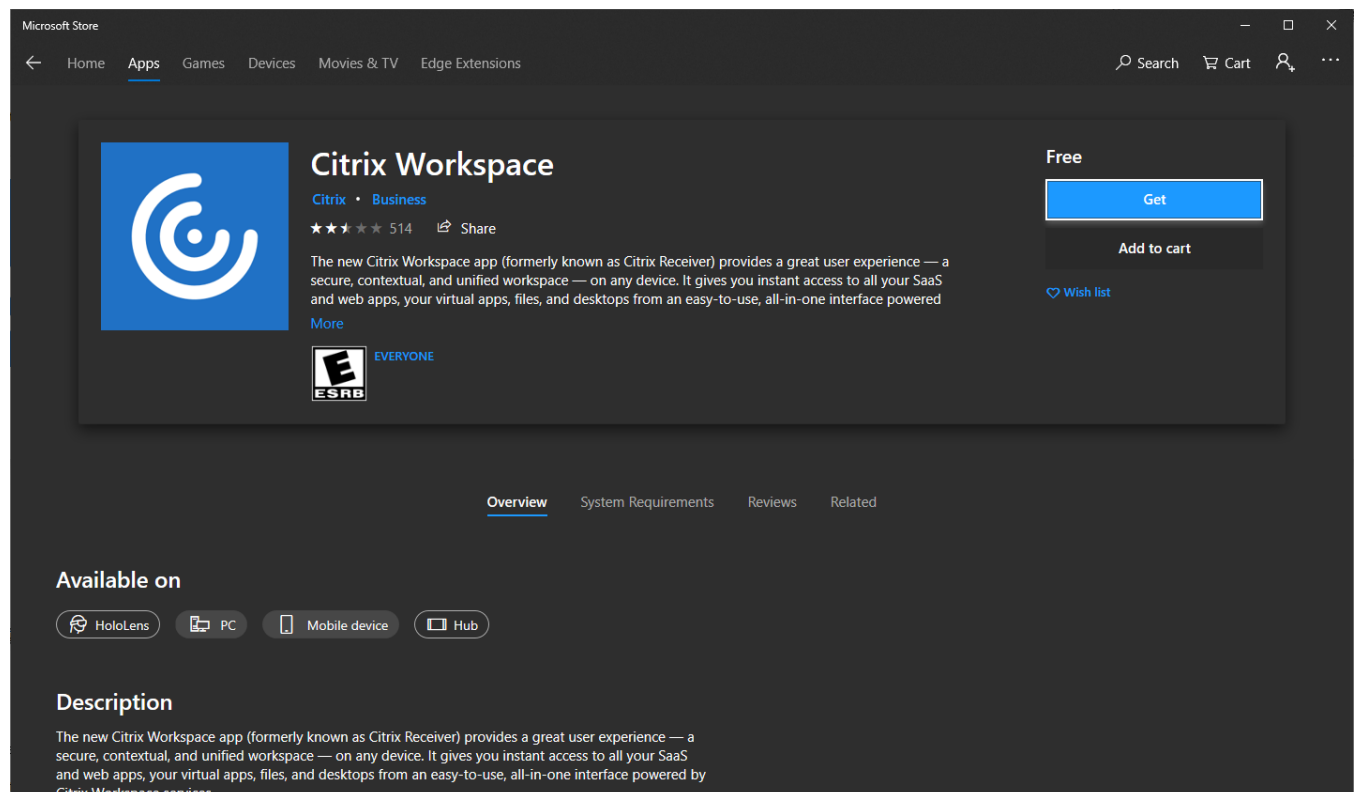 Microsoft Store
Home Apps Games Devices Movies & TV Edge Extensions Search Cart
Citrix Workspace
Citrix • Business
514 Share
The new Citrix Workspace app (formerly known as Citrix Receiver) provides a great user experience — a
secure, contextual, and unified workspace — on any device. It gives you instant access to all your SaaS
and web apps, your virtual apps, files, and desktops from an easy-to-use, all-in-one interface powered
More
E
ESRB
EVERYONE
Free
Get
Add to cart
Wish list
Overview System Requirements Reviews Related
Available on
HoloLens PC Mobile device Hub
Description
The new Citrix Workspace app (formerly known as Citrix Receiver) provides a great user experience — a
secure, contextual, and unified workspace — on any device. It gives you instant access to all your SaaS
and web apps, your virtual apps, files, and desktops from an easy-to-use, all-in-one interface powered by
Citrix Workspace services